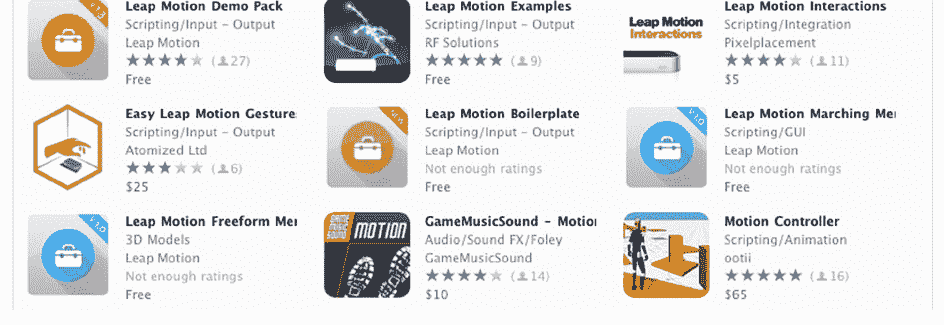 Leap Motion Demo Pack
Scripting/Input - Output
Leap Motion
(27)
Free
Leap Motion Examples
Scripting/Input - Output
RF Solutions
(9)
Free
Leap Motion
Interactions
Leap Motion Interactions
Scripting/Integration
Pixelplacement
(11)
$5
Easy Leap Motion Gesture
Scripting/Input - Output
Atomized Ltd
(6)
$25
Leap Motion Boilerplate
Scripting/Input - Output
Leap Motion
Not enough ratings
Free
V1.0
Leap Motion Marching Me
Scripting/GUI
Leap Motion
Not enough ratings
Free
V1.0
Leap Motion Freeform Me
3D Models
Leap Motion
Not enough ratings
Free
GAME
MUSIC
SOUND
MOTION
GameMusicSound - Motion
Audio/Sound FX/Foley
GameMusicSound
(14)
$10
Motion Controller
Scripting/Animation
ootii
(16)
$65